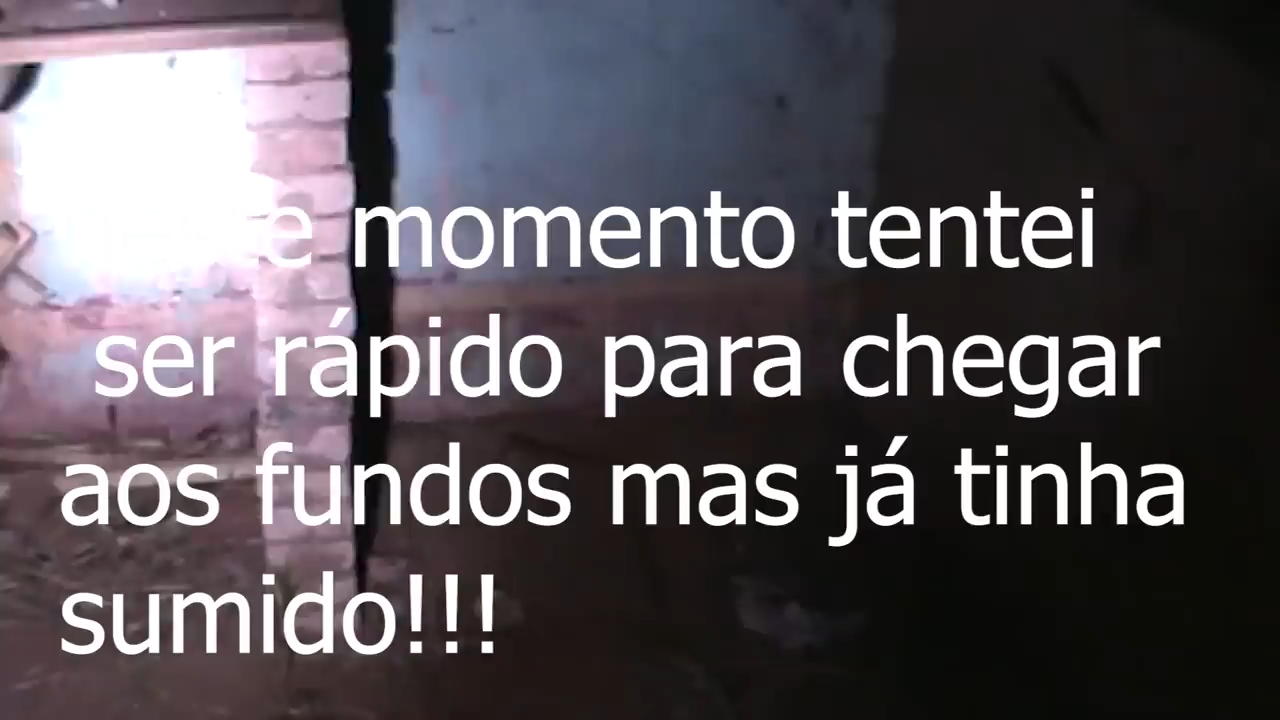 momento tentei
ser rápido para chegar
aos fundos mas já tinha
sumido!!!